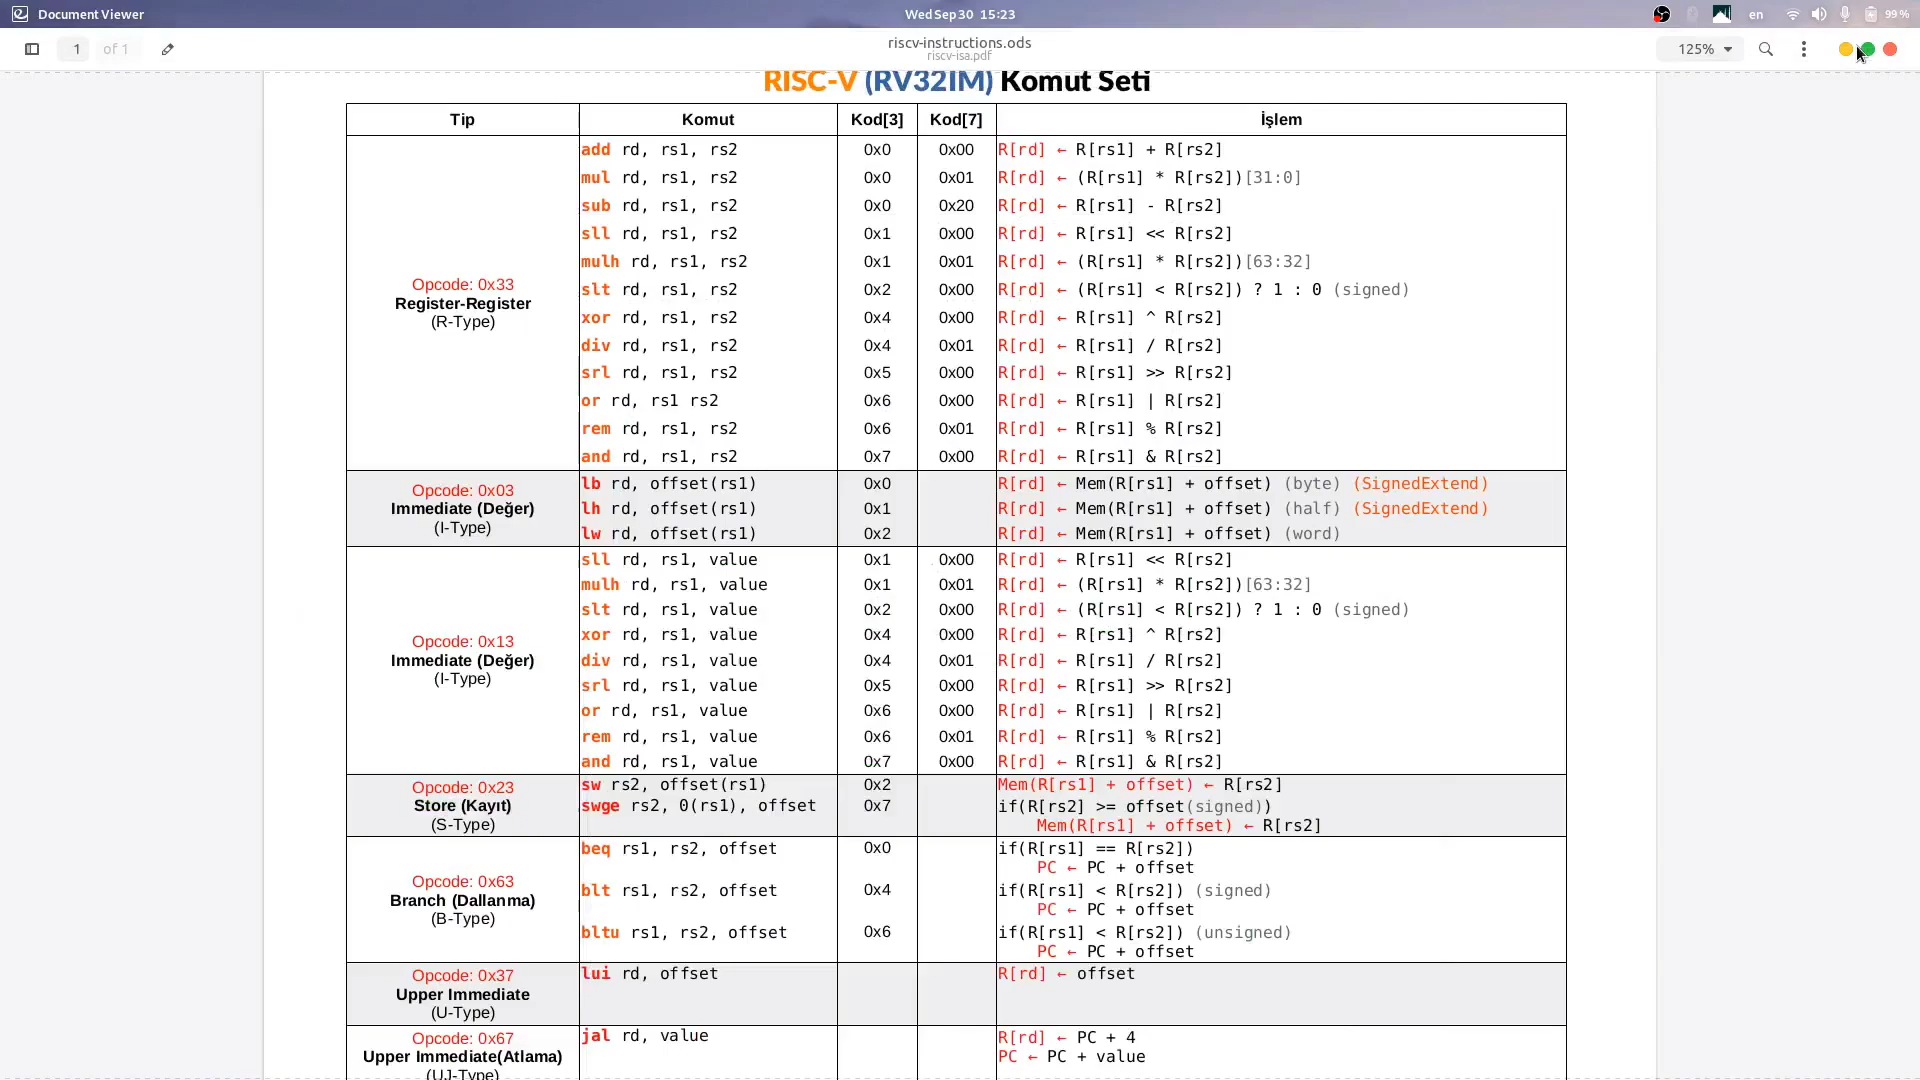 Document Viewer
Wed Sep 30 15:23
en
99 %
1 of 1
riscv-instructions.ods
riscv-isa.pdf
125%
RISC-V (RV32IM) Komut Seti
Tip Komut Kod[3] Kod[7] İşlem
Opcode: 0x33
Register-Register
(R-Type)
add rd, rs1, rs2 0x0 0x00 R[rd] ← R[rs1] + R[rs2]
mul rd, rs1, rs2 0x0 0x01 R[rd] ← (R[rs1] * R[rs2])[31:0]
sub rd, rs1, rs2 0x0 0x20 R[rd] ← R[rs1] - R[rs2]
sll rd, rs1, rs2 0x1 0x00 R[rd] ← R[rs1] << R[rs2]
mulh rd, rs1, rs2 0x1 0x01 R[rd] ← (R[rs1] * R[rs2])[63:32]
slt rd, rs1, rs2 0x2 0x00 R[rd] ← (R[rs1] < R[rs2]) ? 1 : 0 (signed)
xor rd, rs1, rs2 0x4 0x00 R[rd] ← R[rs1] ^ R[rs2]
div rd, rs1, rs2 0x4 0x01 R[rd] ← R[rs1] / R[rs2]
srl rd, rs1, rs2 0x5 0x00 R[rd] ← R[rs1] >> R[rs2]
or rd, rs1 rs2 0x6 0x00 R[rd] ← R[rs1] | R[rs2]
rem rd, rs1, rs2 0x6 0x01 R[rd] ← R[rs1] % R[rs2]
and rd, rs1, rs2 0x7 0x00 R[rd] ← R[rs1] & R[rs2]
Opcode: 0x03
Immediate (Değer)
(I-Type)
lb rd, offset(rs1) 0x0 R[rd] ← Mem(R[rs1] + offset) (byte) (SignedExtend)
lh rd, offset(rs1) 0x1 R[rd] ← Mem(R[rs1] + offset) (half) (SignedExtend)
lw rd, offset(rs1) 0x2 R[rd] ← Mem(R[rs1] + offset) (word)
Opcode: 0x13
Immediate (Değer)
(I-Type)
sll rd, rs1, value 0x1 0x00 R[rd] ← R[rs1] << R[rs2]
mulh rd, rs1, value 0x1 0x01 R[rd] ← (R[rs1] * R[rs2])[63:32]
slt rd, rs1, value 0x2 0x00 R[rd] ← (R[rs1] < R[rs2]) ? 1 : 0 (signed)
xor rd, rs1, value 0x4 0x00 R[rd] ← R[rs1] ^ R[rs2]
div rd, rs1, value 0x4 0x01 R[rd] ← R[rs1] / R[rs2]
srl rd, rs1, value 0x5 0x00 R[rd] ← R[rs1] >> R[rs2]
or rd, rs1, value 0x6 0x00 R[rd] ← R[rs1] | R[rs2]
rem rd, rs1, value 0x6 0x01 R[rd] ← R[rs1] % R[rs2]
and rd, rs1, value 0x7 0x00 R[rd] ← R[rs1] & R[rs2]
Opcode: 0x23
Store (Kayıt)
(S-Type)
sw rs2, offset(rs1) 0x2 Mem(R[rs1] + offset) ← R[rs2]
swge rs2, 0(rs1), offset 0x7 if(R[rs2] >= offset(signed))
Mem(R[rs1] + offset) ← R[rs2]
Opcode: 0x63
Branch (Dallanma)
(B-Type)
beq rs1, rs2, offset 0x0 if(R[rs1] == R[rs2])
PC ← PC + offset
blt rs1, rs2, offset 0x4 if(R[rs1] < R[rs2]) (signed)
PC ← PC + offset
bltu rs1, rs2, offset 0x6 if(R[rs1] < R[rs2]) (unsigned)
PC ← PC + offset
Opcode: 0x37
Upper Immediate
(U-Type)
lui rd, offset R[rd] ← offset
Opcode: 0x67
Upper Immediate(Atlama)
(UJ-Type)
jal rd, value R[rd] ← PC + 4
PC ← PC + value